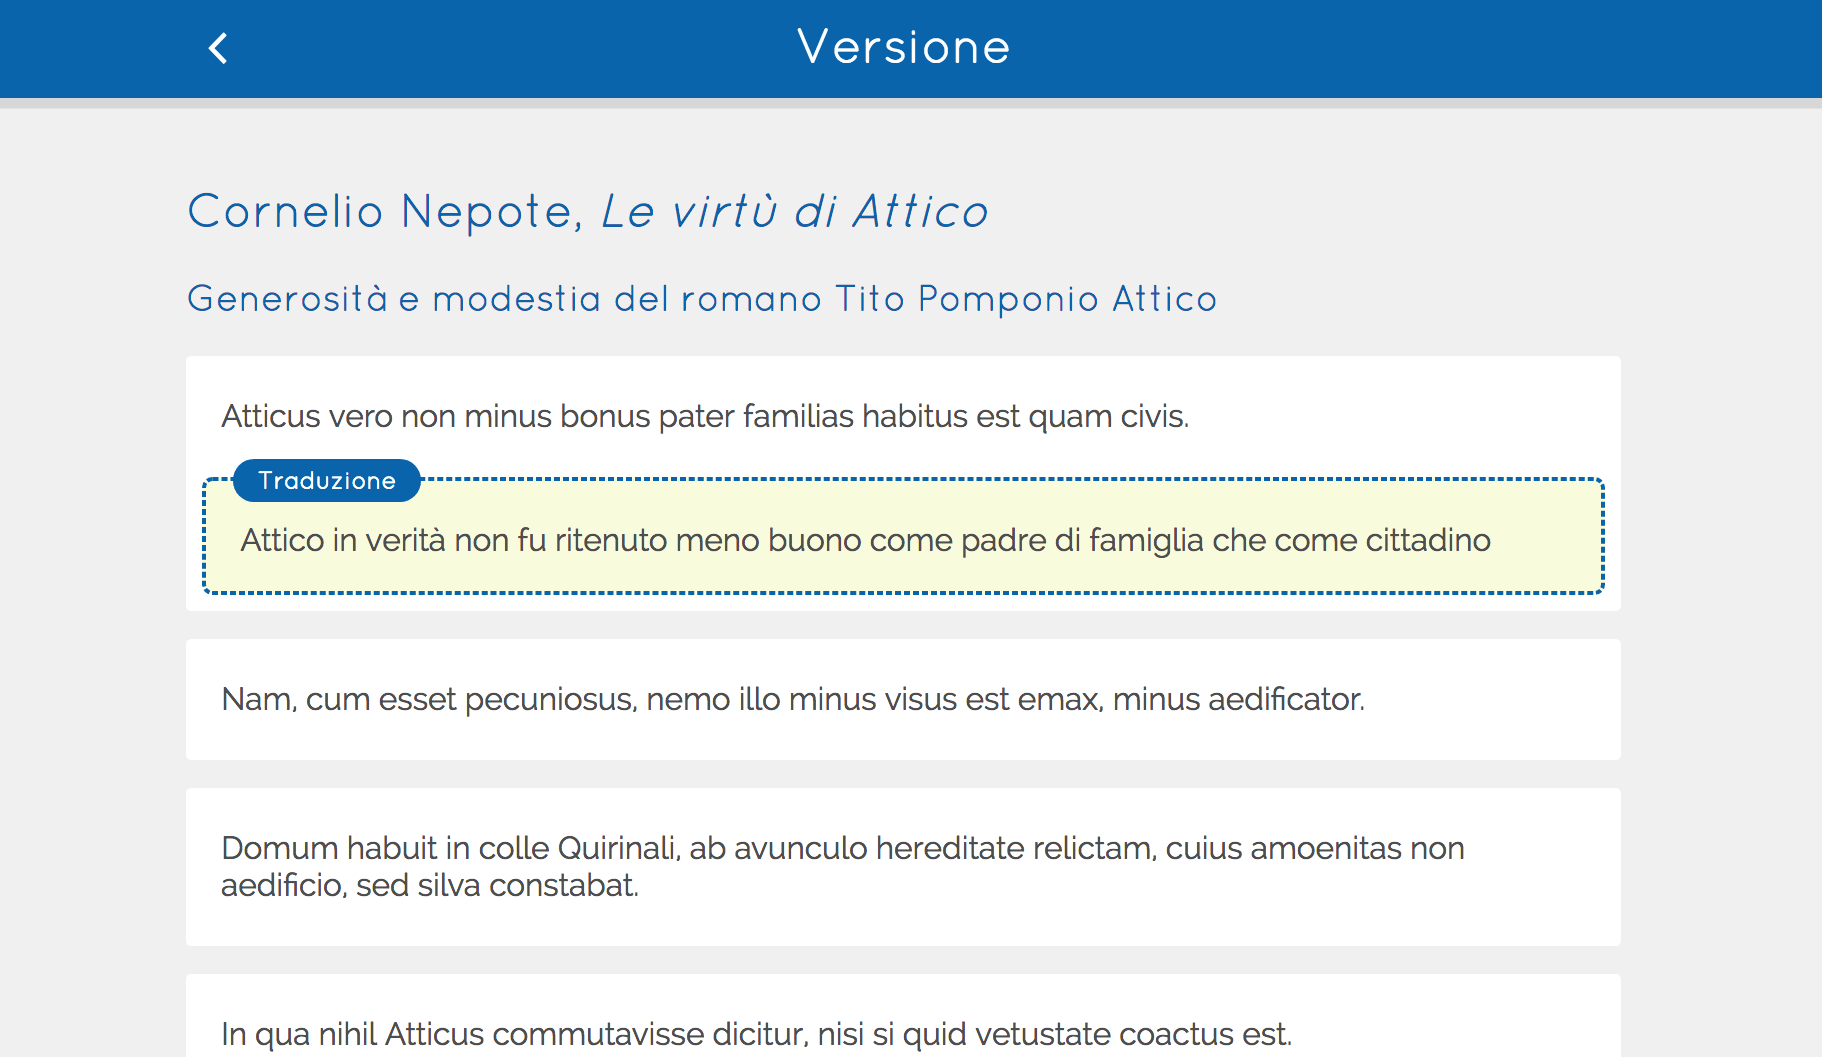 Versione
Cornelio Nepote, Le virtù di Attico
Generosità e modestia del romano Tito Pomponio Attico
Atticus vero non minus bonus pater familias habitus est quam civis.
Traduzione
Attico in verità non fu ritenuto meno buono come padre di famiglia che come cittadino
Nam, cum esset pecuniosus, nemo illo minus visus est emax, minus aedificator.
Domum habuit in colle Quirinali, ab avunculo hereditate relictam, cuius amoenitas non
aedificio, sed silva constabat.
In qua nihil Atticus commutavisse dicitur, nisi si quid vetustate coactus est.